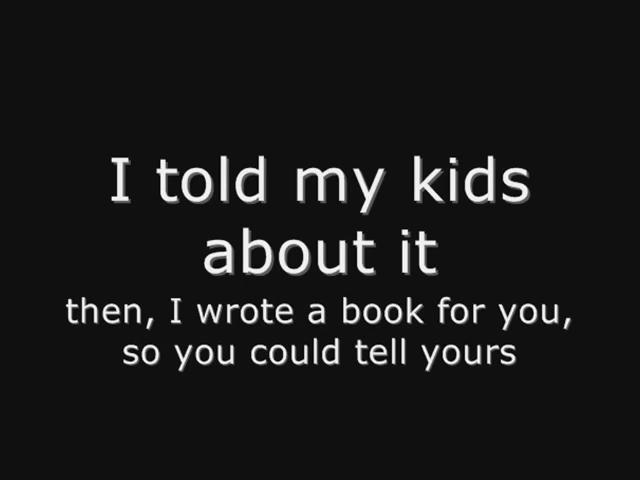 I told my kids
about it
then, I wrote a book for you,
so you could tell yours